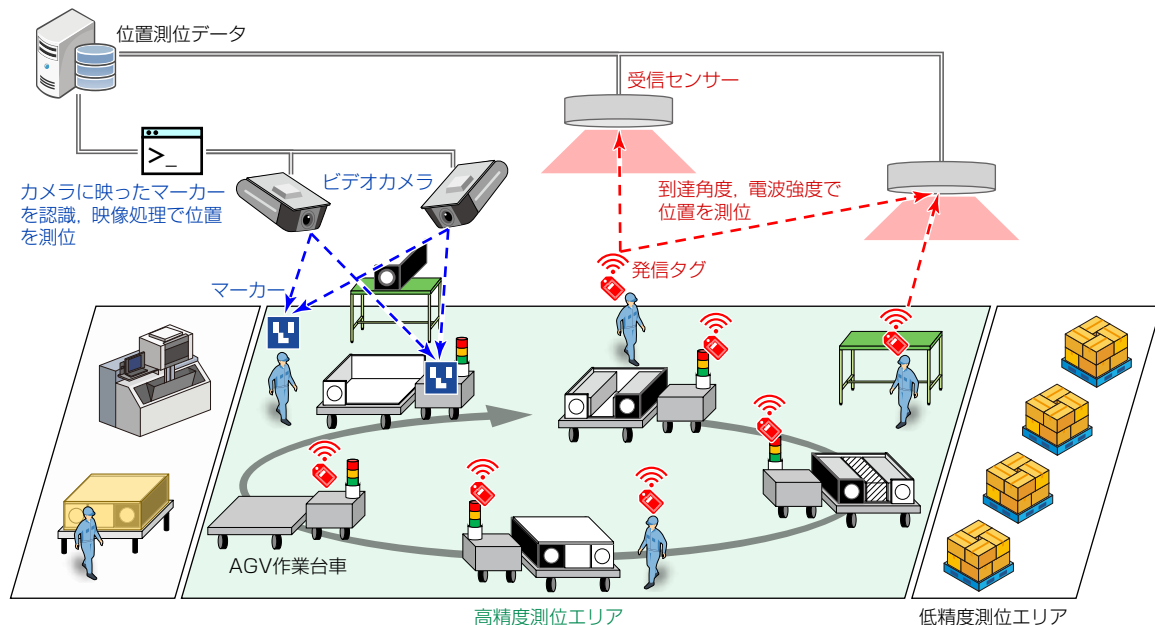 位置測位データ
受信センサー
>_
カメラに映ったマーカー
を認識，映像処理で位置
を測位
ビデオカメラ
到達角度，電波強度で
位置を測位
発信タグ
マーカー
AGV作業台車
高精度測位エリア
低精度測位エリア